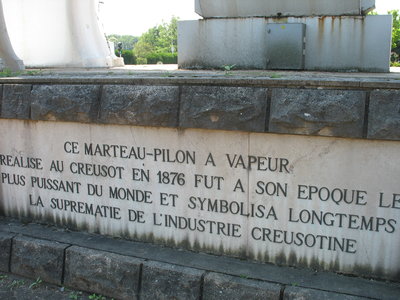 CE MARTEAU-PILON A VAPEUR
REALISE AU CREUSOT EN 1876 FUT A SON EPOQUE LE
PLUS PUISSANT DU MONDE ET SYMBOLISA LONGTEMPS
LA SUPREMATIE DE L'INDUSTRIE CREUSOTINE